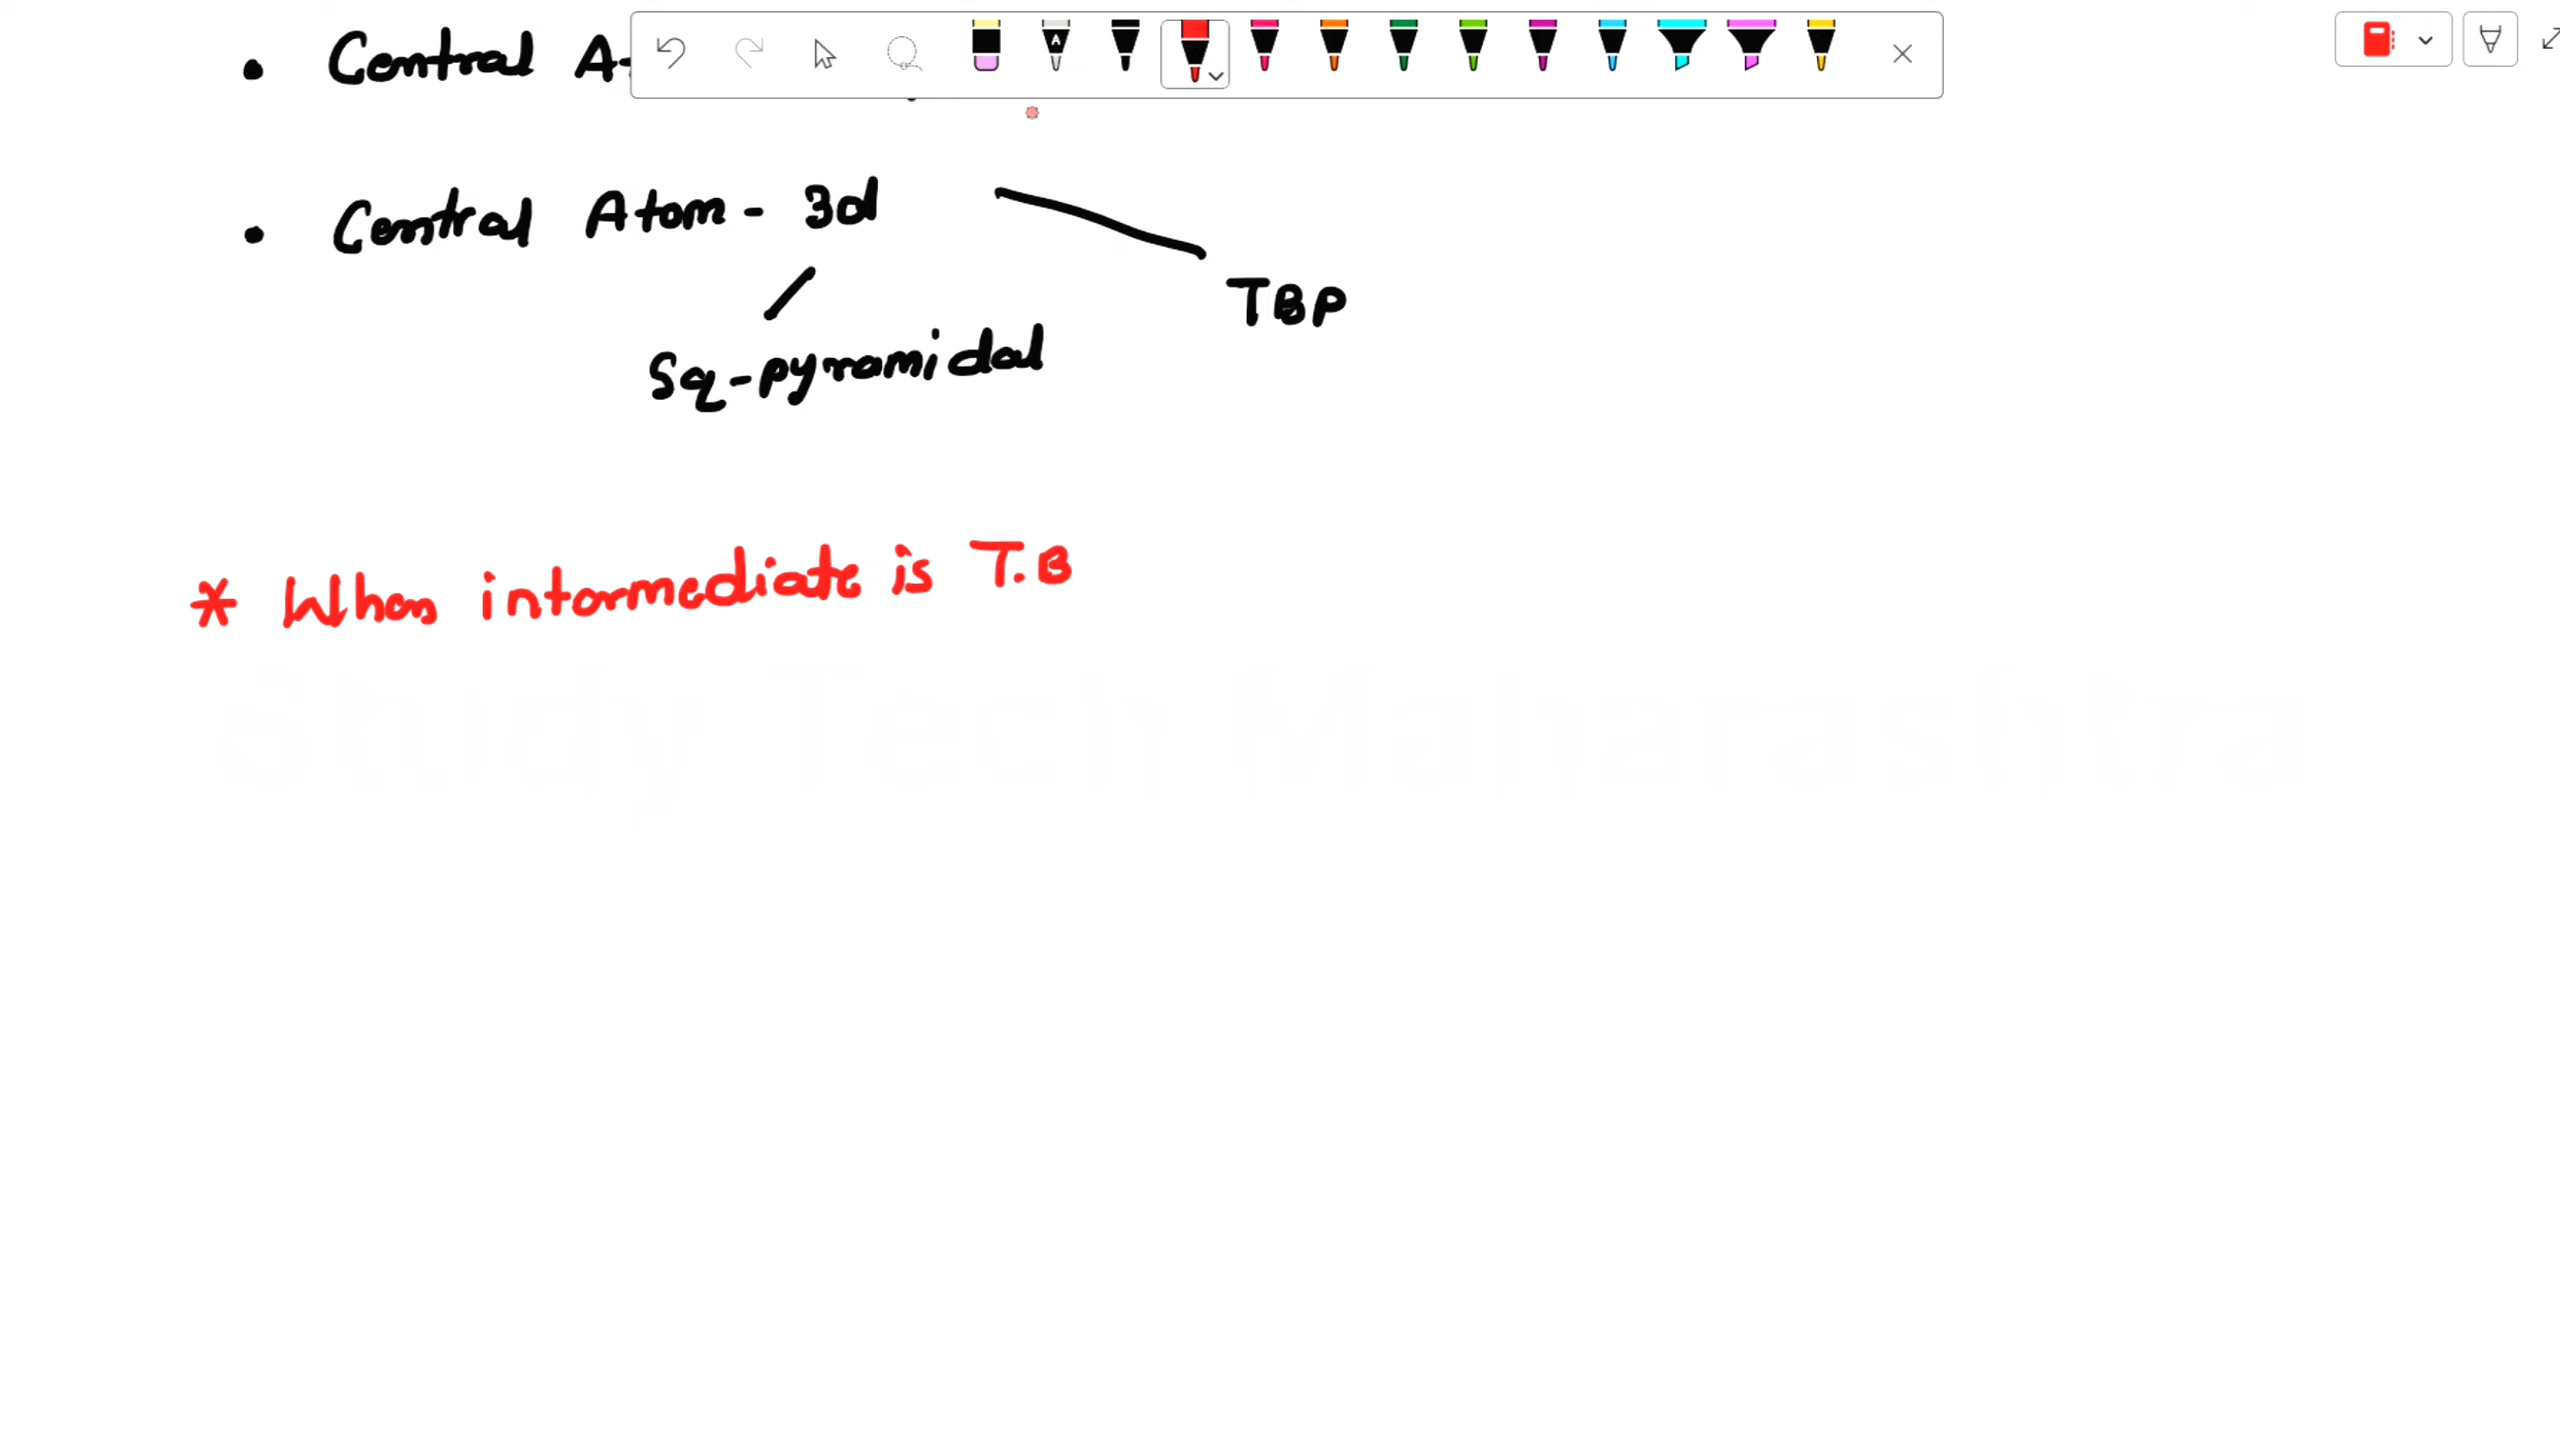 • Central A
• Central Atom - 3d
TBP
Sq-pyramidal
* When intermediate is T.B